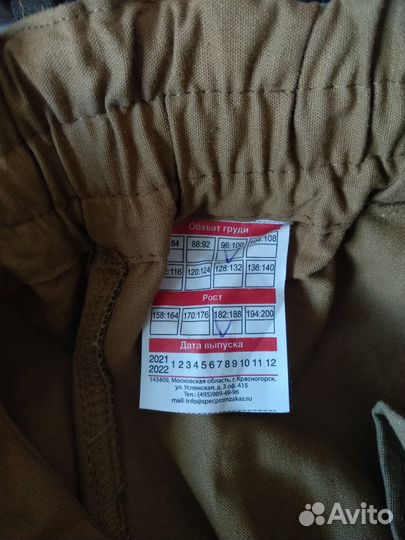 Обхват груди
84 88:92 96:100 104:108
:116 120:124 128:132 136:140
Рост
158:164 170:176 182:188 194:200
Дата выпуска
2021
2022 1 2 3 4 5 6 7 8 9 10 11 12
143409, Московская область, г. Красногорск,
ул. Успенская, д. 3 оф. 415
Тел.: (495)989-49-96
mail: info@specpromzakaz.ru
Avito